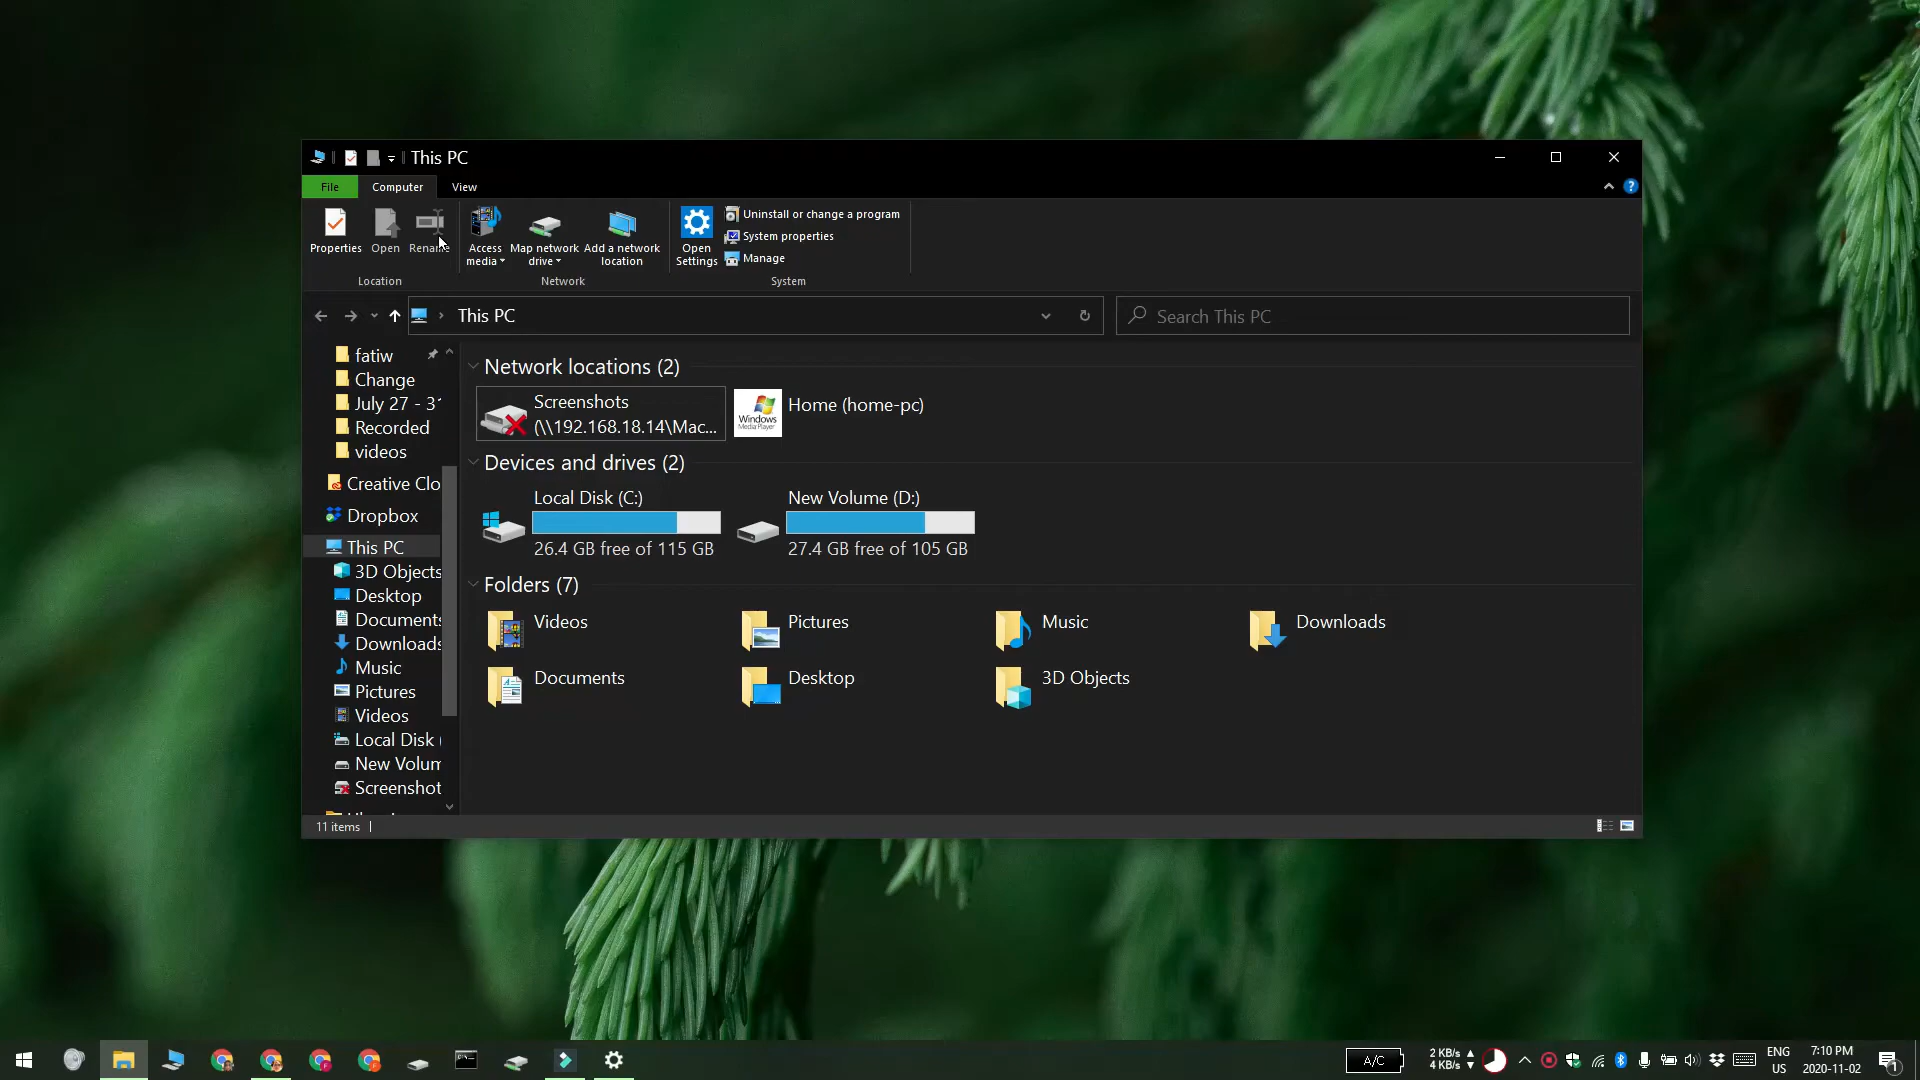 This PC
File
Computer
View
Properties
Open
Rename
Access media
Map network drive
Add a network location
Open Settings
Uninstall or change a program
System properties
Manage
Location
Network
System
This PC
Search This PC
fatiw
Change
July 27 - 31
Recorded
videos
Creative Clo
Dropbox
This PC
3D Objects
Desktop
Documents
Downloads
Music
Pictures
Videos
Local Disk (
New Volum
Screenshot
Network locations (2)
Screenshots
(\\192.168.18.14\Mac...
Windows
Media Player
Home (home-pc)
Devices and drives (2)
Local Disk (C:)
26.4 GB free of 115 GB
New Volume (D:)
27.4 GB free of 105 GB
Folders (7)
Videos
Pictures
Music
Downloads
Documents
Desktop
3D Objects
11 items
A/C
2 KB/s
4 KB/s
ENG
US
7:10 PM
2020-11-02
1